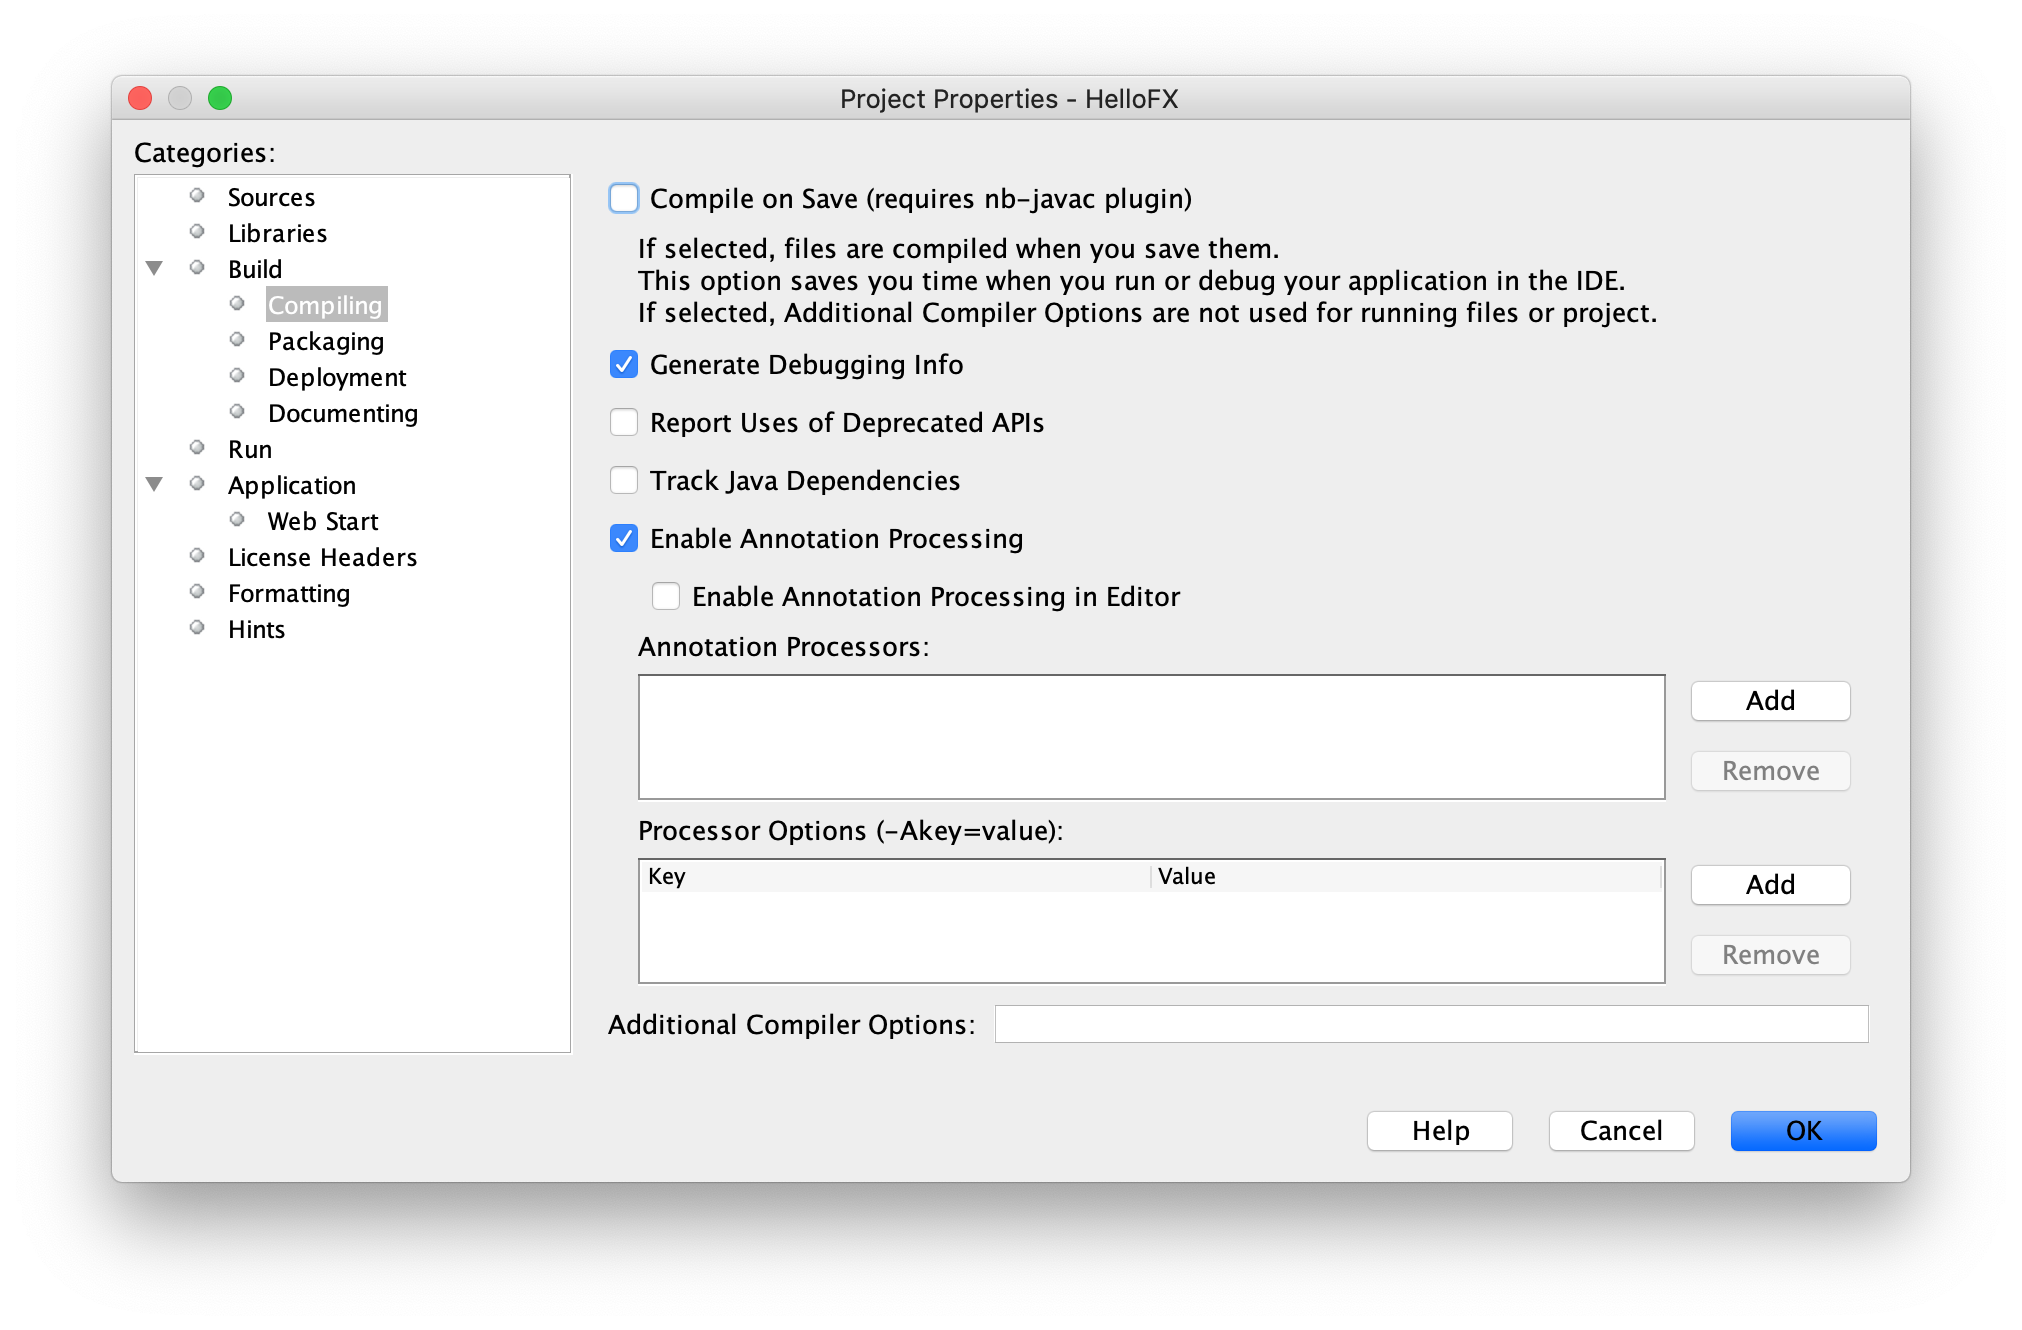 Project Properties - HelloFX
Categories:
Sources
Libraries
Build
Compiling
Packaging
Deployment
Documenting
Run
Application
Web Start
License Headers
Formatting
Hints
Compile on Save (requires nb-javac plugin)
If selected, files are compiled when you save them.
This option saves you time when you run or debug your application in the IDE.
If selected, Additional Compiler Options are not used for running files or project.
Generate Debugging Info
Report Uses of Deprecated APIs
Track Java Dependencies
Enable Annotation Processing
Enable Annotation Processing in Editor
Annotation Processors:
Add
Remove
Processor Options (-Akey=value):
Key Value
Add
Remove
Additional Compiler Options:
Help Cancel OK